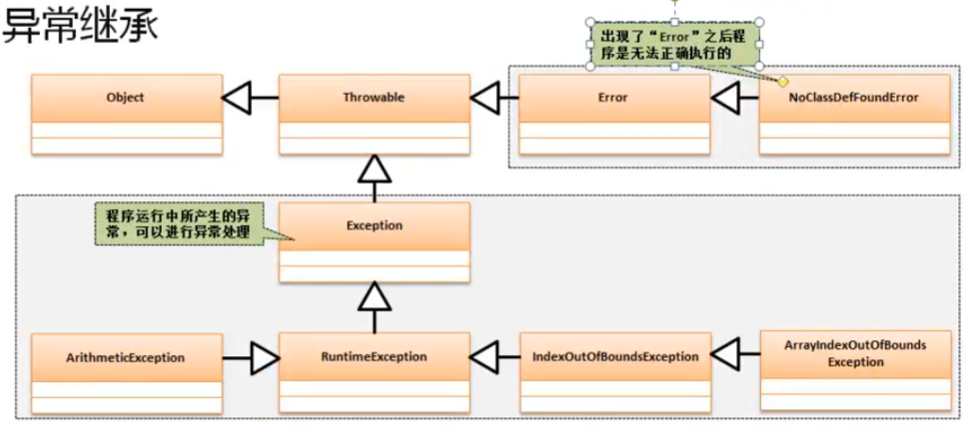 异常继承
出现了“Error”之后程
序是无法正确执行的
Object
Throwable
Error
NoClassDefFoundError
程序运行中所产生的异
常，可以进行异常处理
Exception
ArithmeticException
RuntimeException
IndexOutOfBoundsException
ArrayIndexOutOfBounds
Exception